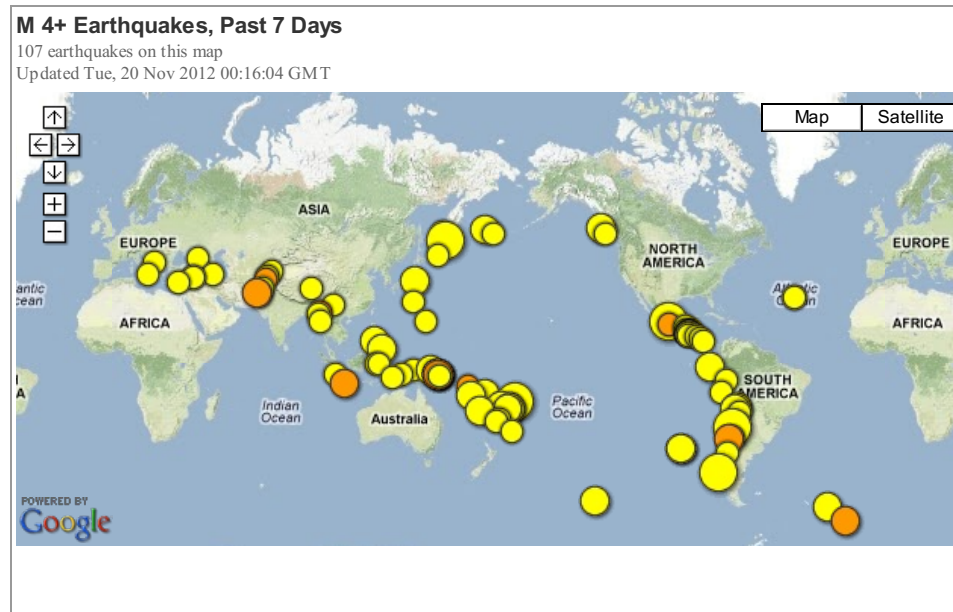 M 4+ Earthquakes, Past 7 Days
107 earthquakes on this map
Updated Tue, 20 Nov 2012 00:16:04 GMT
Map
Satellite
ASIA
EUROPE
NORTH
AMERICA
EUROPE
antic
cean
Atlantic
Ocean
AFRICA
AFRICA
A
SOUTH
AMERICA
Indian
Ocean
Australia
Pacific
Ocean
POWERED BY
Google